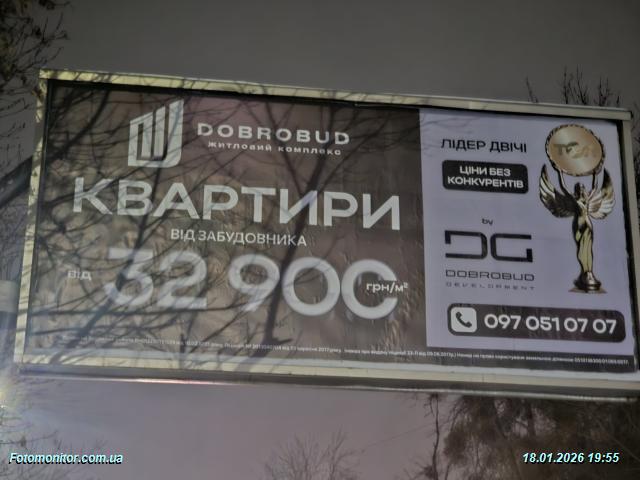 DOBROBUD
ЖИТЛОВИЙ КОМПЛЕКС
КВАРТИРИ
ВІД ЗАБУДОВНИКА
ВІД 32 900 грн/м²
ЛІДЕР ДВІЧІ
ЦІНИ БЕЗ
КОНКУРЕНТІВ
by
DG
DOBROBUD
DEVELOPMENT
097 051 07 07
Fotomonitor.com.ua
18.01.2026 19:55